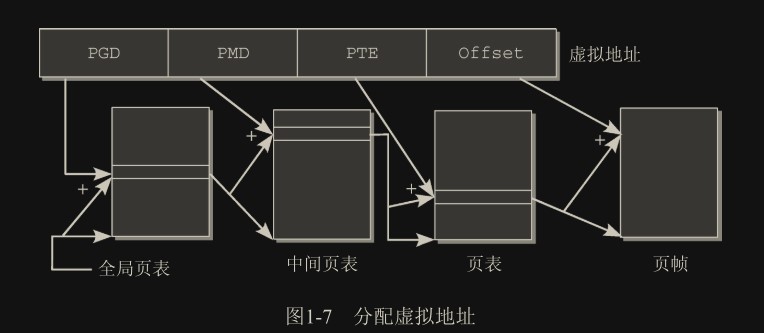 PGD PMD PTE Offset 虚拟地址
+ + + +
全局页表 中间页表 页表 页帧
图1-7 分配虚拟地址